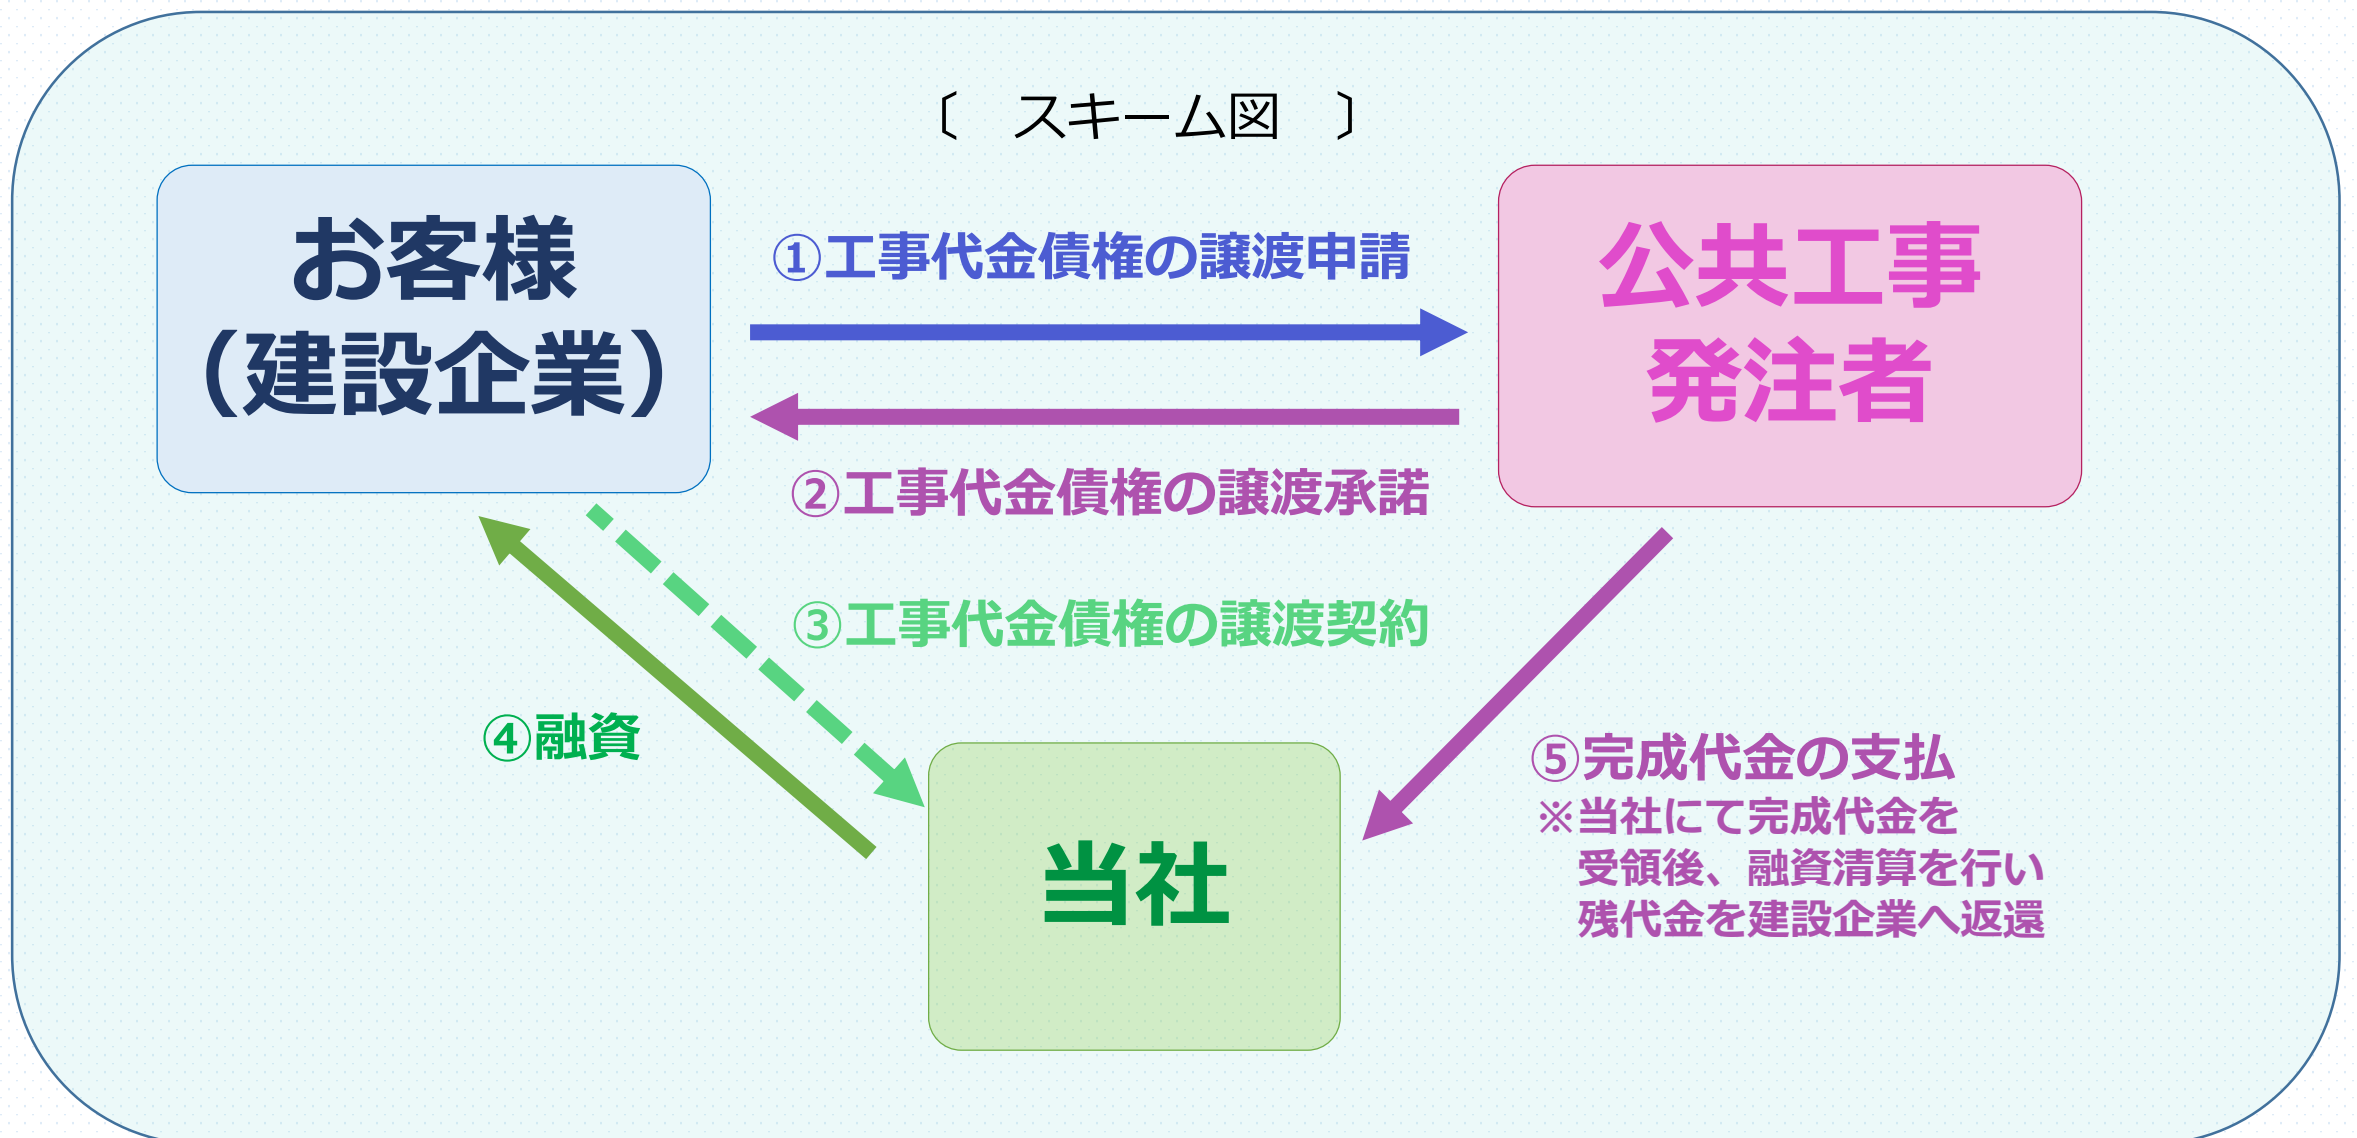 〔　スキーム図　〕
お客様
（建設企業）
①工事代金債権の譲渡申請
公共工事
発注者
②工事代金債権の譲渡承諾
③工事代金債権の譲渡契約
④融資
当社
⑤完成代金の支払
※当社にて完成代金を
受領後、融資清算を行い
残代金を建設企業へ返還